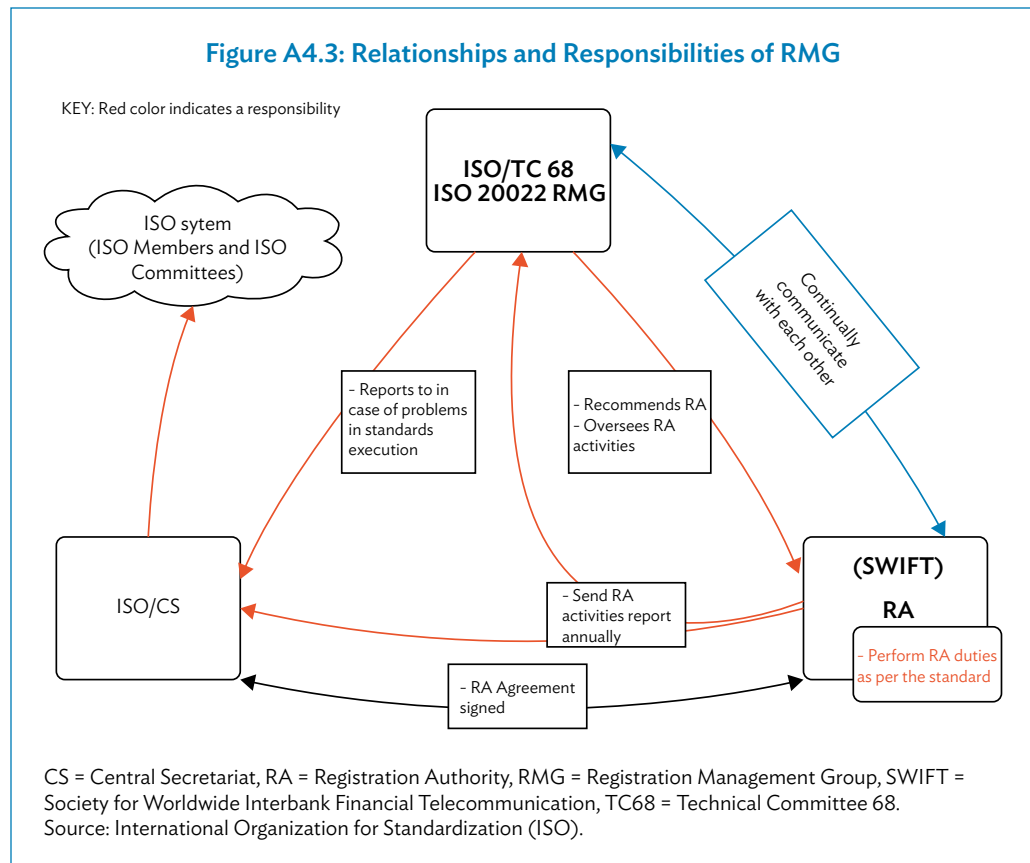 Figure A4.3: Relationships and Responsibilities of RMG
KEY: Red color indicates a responsibility
ISO/TC 68
ISO 20022 RMG
ISO sytem
(ISO Members and ISO
Committees)
Continually
communicate
with each other
- Reports to in
case of problems
in standards
execution
- Recommends RA
- Oversees RA
activities
ISO/CS
- Send RA
activities report
annually
(SWIFT)
RA
- Perform RA duties
as per the standard
- RA Agreement
signed
CS = Central Secretariat, RA = Registration Authority, RMG = Registration Management Group, SWIFT =
Society for Worldwide Interbank Financial Telecommunication, TC68 = Technical Committee 68.
Source: International Organization for Standardization (ISO).